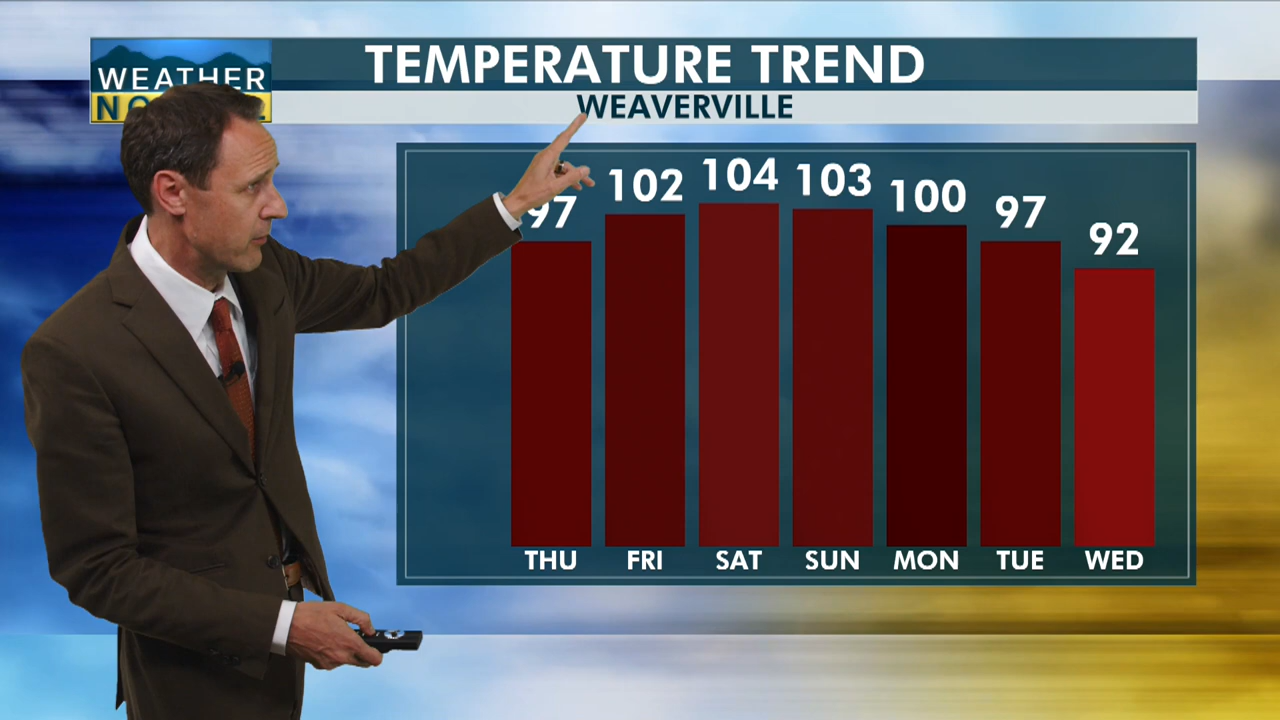 WEATHER
TEMPERATURE TREND
WEAVERVILLE
97 102 104 103 100 97 92
THU FRI SAT SUN MON TUE WED